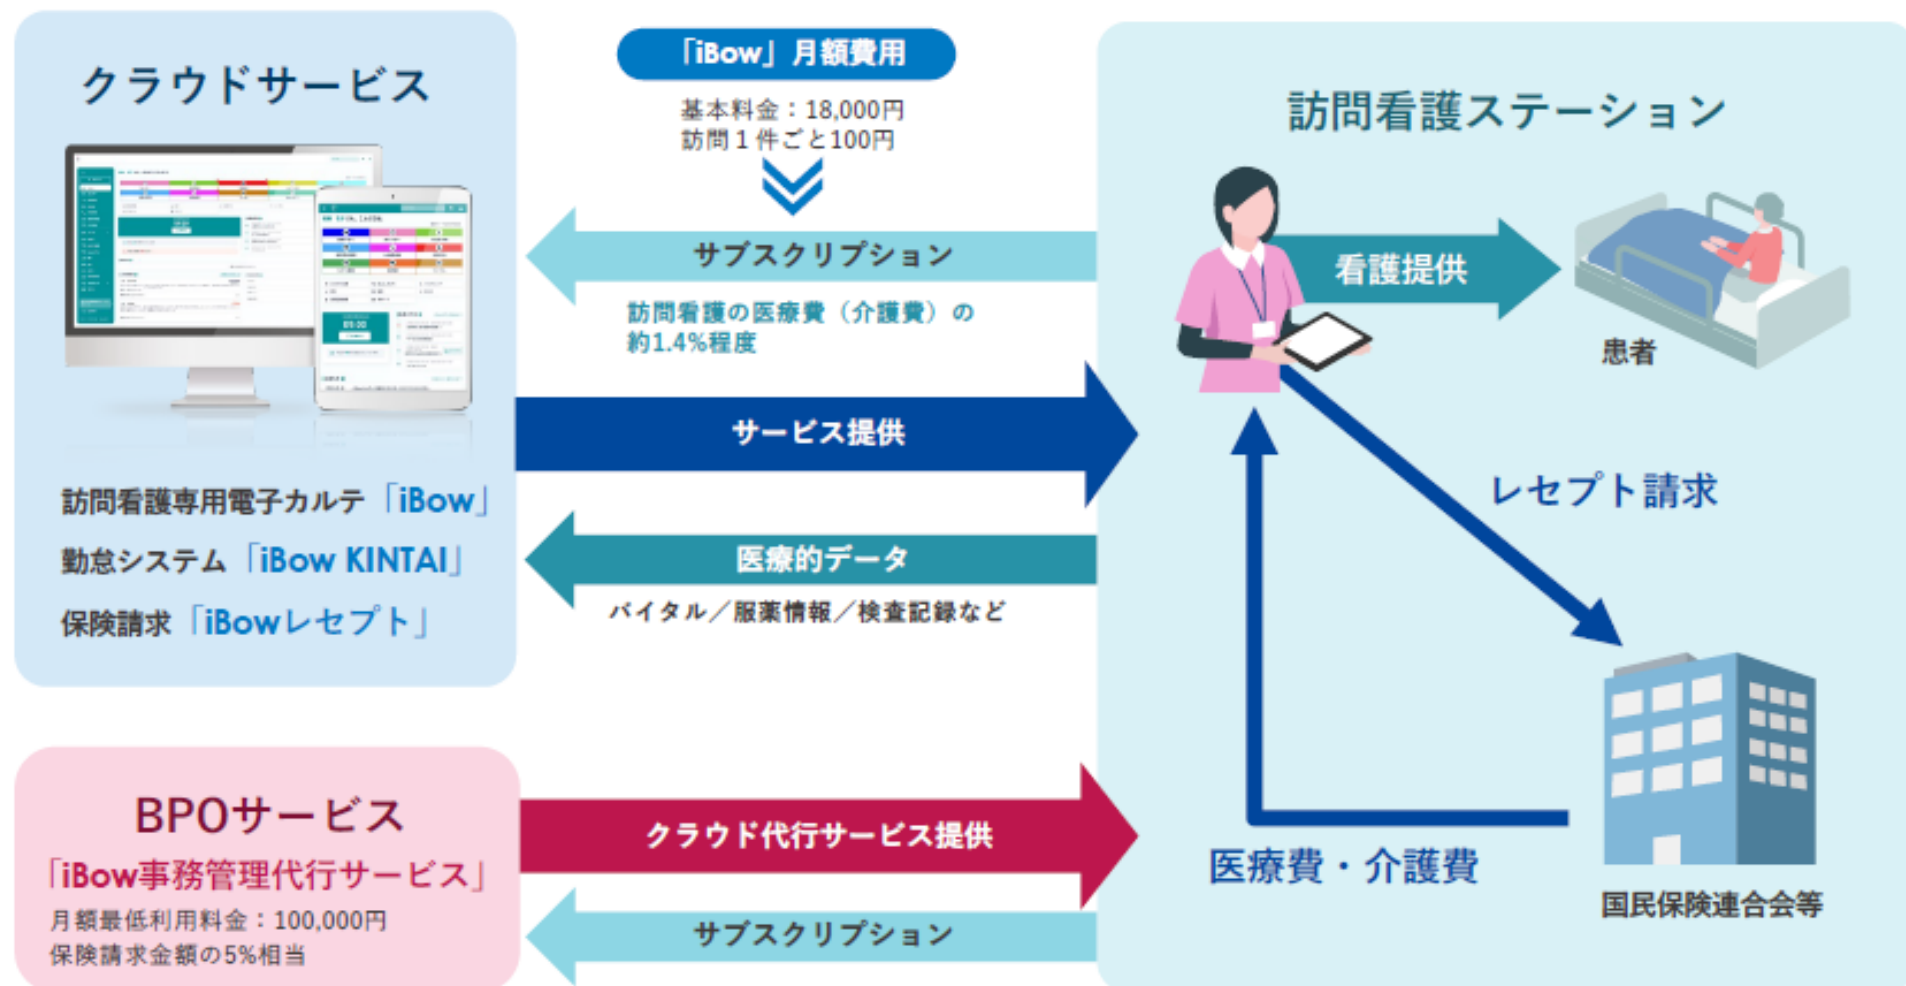 クラウドサービス
訪問看護専用電子カルテ「iBow」
勤怠システム「iBow KINTAI」
保険請求「iBowレセプト」
「iBow」月額費用
基本料金：18,000円
訪問１件ごと100円
サブスクリプション
訪問看護の医療費（介護費）の
約1.4%程度
サービス提供
医療的データ
バイタル／服薬情報／検査記録など
訪問看護ステーション
看護提供
患者
レセプト請求
医療費・介護費
国民保険連合会等
BPOサービス
「iBow事務管理代行サービス」
月額最低利用料金：100,000円
保険請求金額の5%相当
クラウド代行サービス提供
サブスクリプション